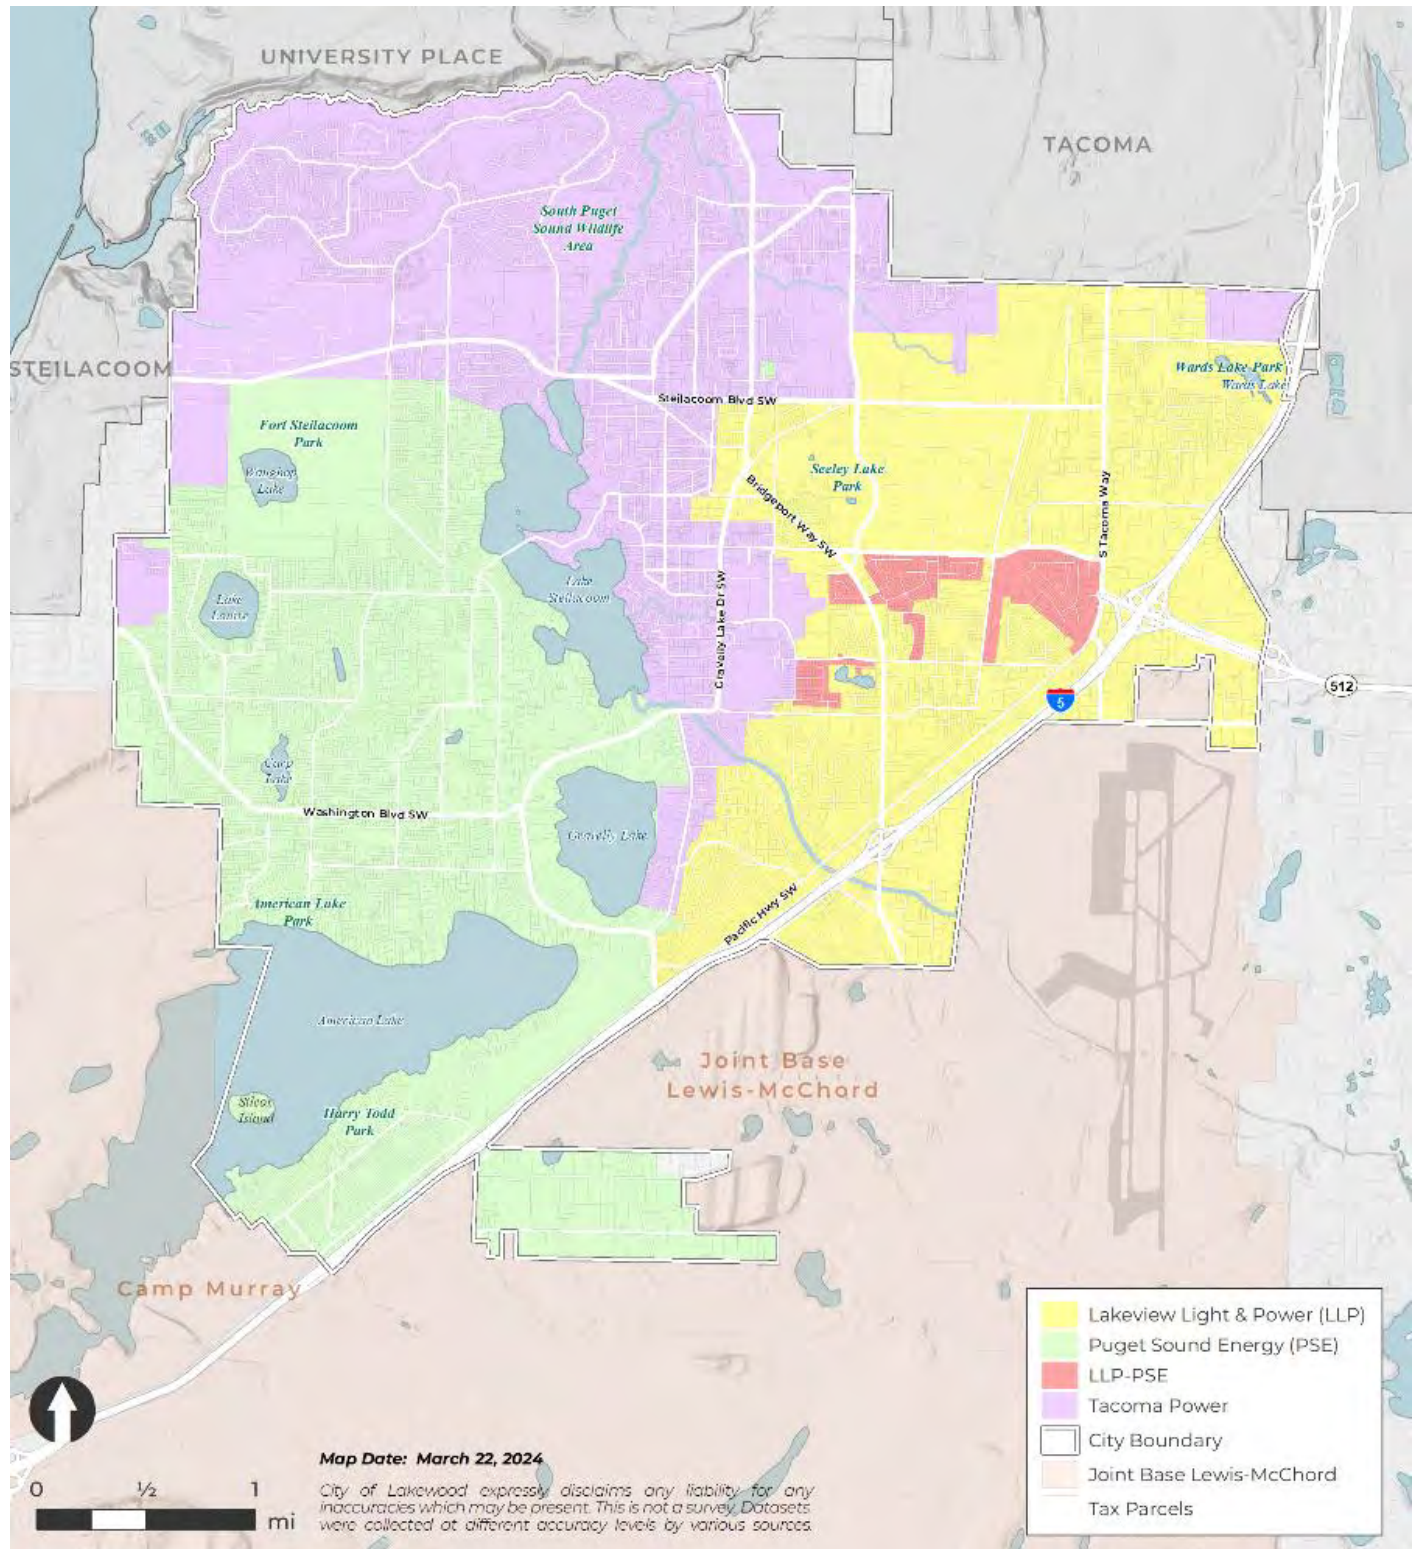 UNIVERSITY PLACE
TACOMA
South Puget
Sound Wildlife
Area
STEILACOOM
Wards Lake Park
Wards Lake
Steilacoom Blvd SW
Fort Steilacoom
Park
Waughop
Lake
Seeley Lake
Park
Bridgeport Way SW
S Tacoma Way
Lake
Steilacoom
Lake
Louise
Gravelly Lake Dr SW
512
5
Carp
Lake
Washington Blvd SW
Gravelly Lake
American Lake
Park
Pacific Hwy SW
American Lake
Joint Base
Lewis-McChord
Silcox
Island
Harry Todd
Park
Camp Murray
Lakeview Light & Power (LLP)
Puget Sound Energy (PSE)
LLP-PSE
Tacoma Power
City Boundary
Joint Base Lewis-McChord
Tax Parcels
Map Date: March 22, 2024
0 ½ 1
mi
City of Lakewood expressly disclaims any liability for any
inaccuracies which may be present. This is not a survey. Datasets
were collected at different accuracy levels by various sources.